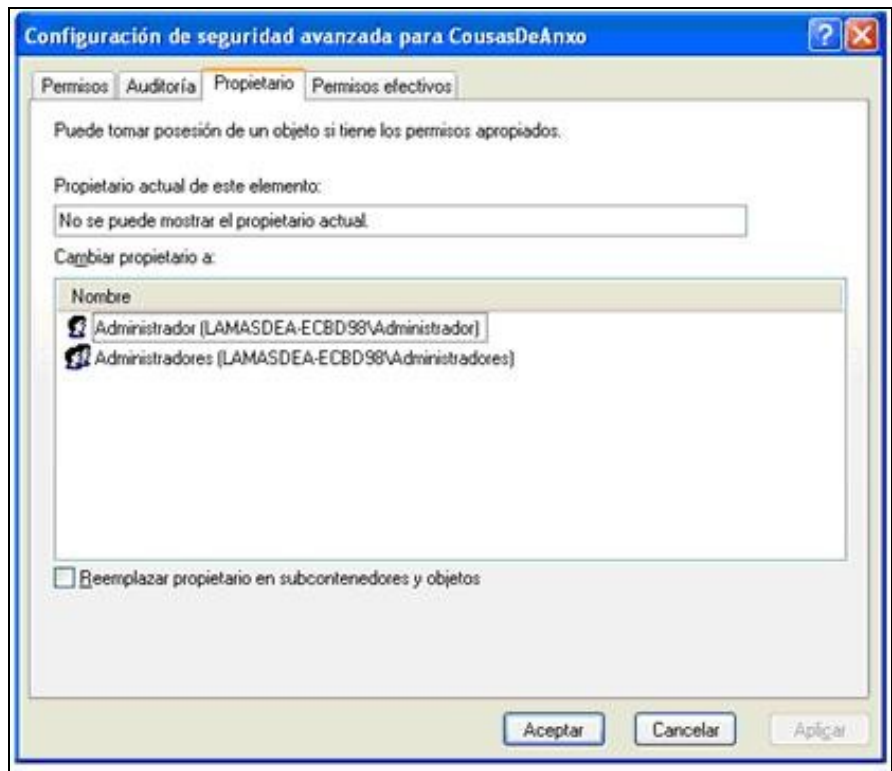 Configuración de seguridad avanzada para CousasDeAnxo
Permisos Auditoría Propietario Permisos efectivos
Puede tomar posesión de un objeto si tiene los permisos apropiados.
Propietario actual de este elemento:
No se puede mostrar el propietario actual.
Cambiar propietario a:
Nombre
Administrador (LAMASDEA-ECBD98\Administrador)
Administradores (LAMASDEA-ECBD98\Administradores)
Reemplazar propietario en subcontenedores y objetos
Aceptar Cancelar Aplicar